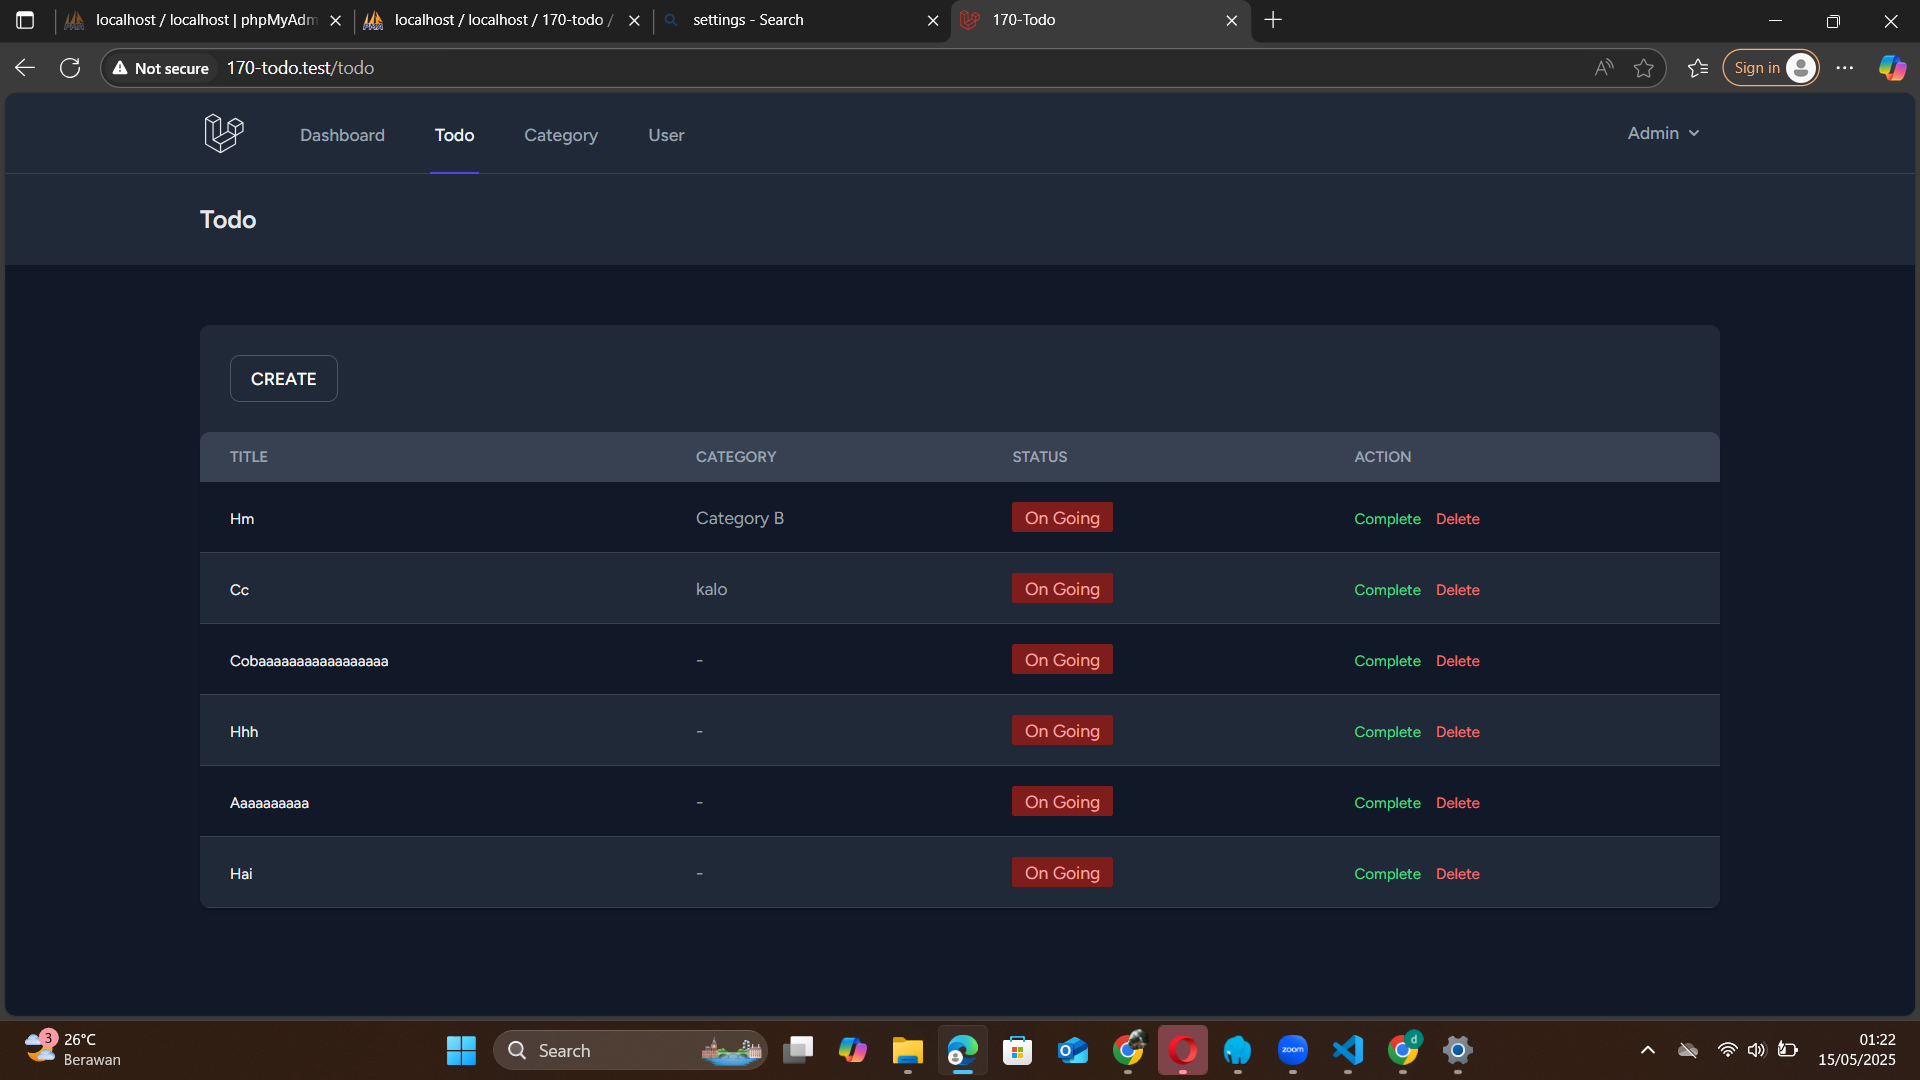 localhost / localhost | phpMyAdm
localhost / localhost / 170-todo /
settings - Search
170-Todo
Not secure
170-todo.test/todo
Sign in
Dashboard
Todo
Category
User
Admin
Todo
CREATE
TITLE CATEGORY STATUS ACTION
Hm Category B On Going Complete Delete
Cc kalo On Going Complete Delete
Cobaaaaaaaaaaaaaaaaa - On Going Complete Delete
Hhh - On Going Complete Delete
Aaaaaaaaaa - On Going Complete Delete
Hai - On Going Complete Delete
3
26°C
Berawan
Search
zoom
d
01:22
15/05/2025